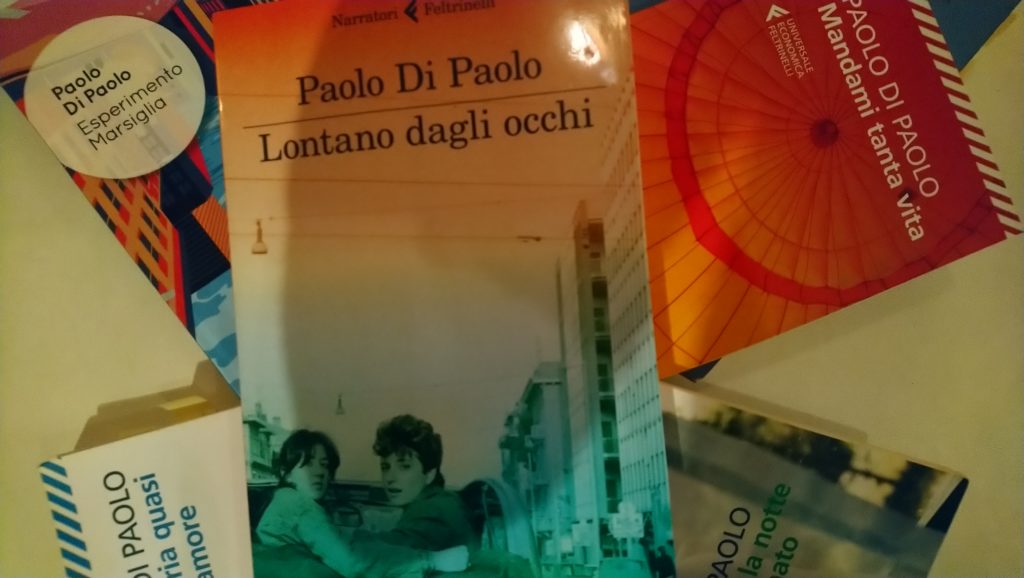 Narratori Feltrinelli
Paolo Di Paolo
Lontano dagli occhi
Paolo
Di Paolo
Esperimento
Marsiglia
PAOLO DI PAOLO
Mandami tanta vita
UNIVERSALE
ECONOMICA
FELTRINELLI
DI PAOLO
ria quasi
amore
PAOLO
la notte
ato